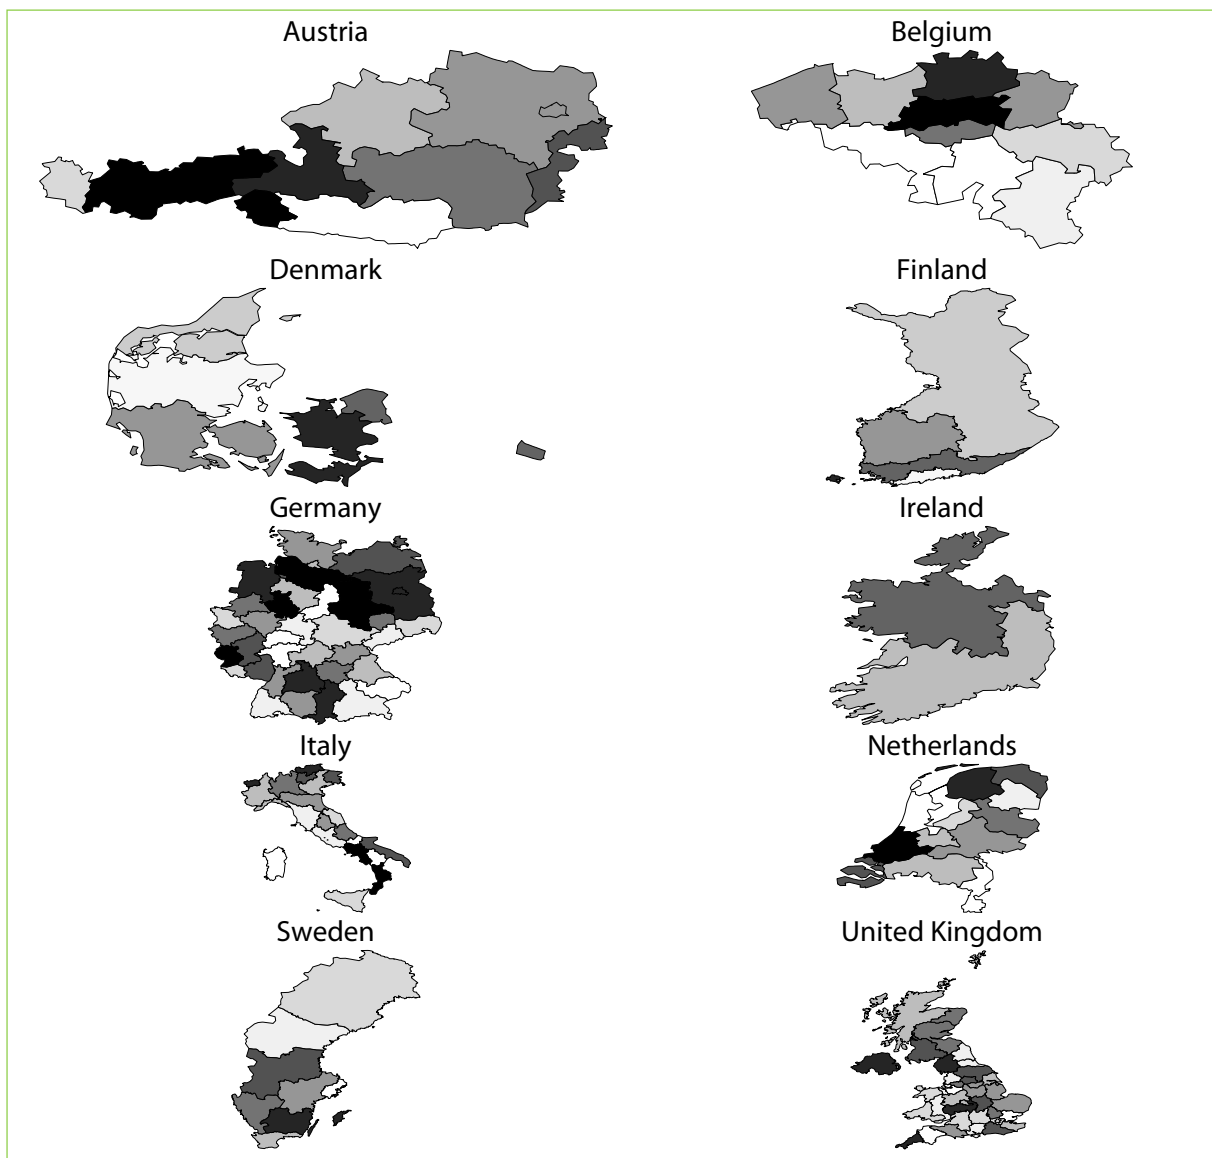 Austria
Belgium
Denmark
Finland
Germany
Ireland
Italy
Netherlands
Sweden
United Kingdom